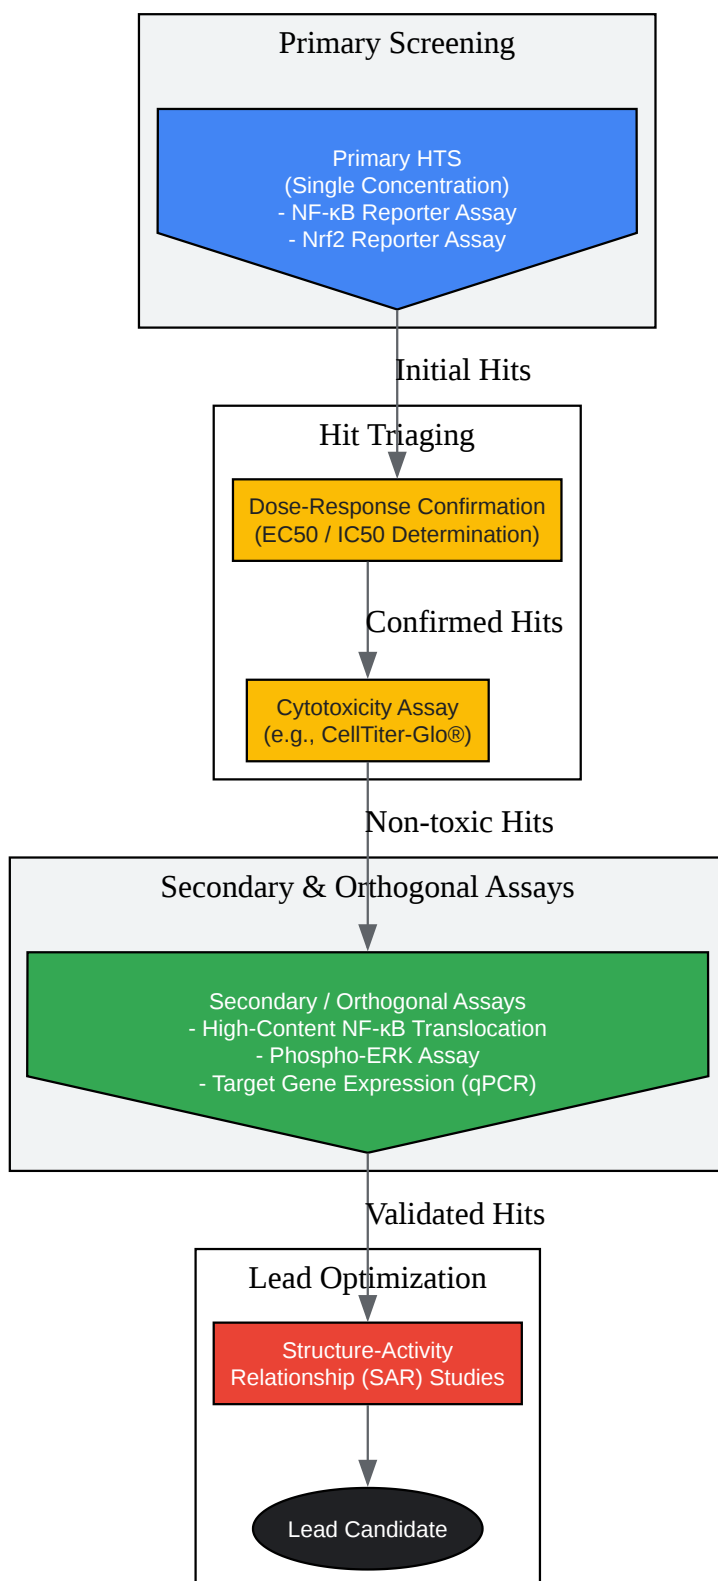 Primary Screening
Primary HTS
(Single Concentration)
- NF-κB Reporter Assay
- Nrf2 Reporter Assay
Initial Hits
Hit Triaging
Dose-Response Confirmation
(EC50 / IC50 Determination)
Confirmed Hits
Cytotoxicity Assay
(e.g., CellTiter-Glo®)
Non-toxic Hits
Secondary & Orthogonal Assays
Secondary / Orthogonal Assays
- High-Content NF-κB Translocation
- Phospho-ERK Assay
- Target Gene Expression (qPCR)
Validated Hits
Lead Optimization
Structure-Activity
Relationship (SAR) Studies
Lead Candidate